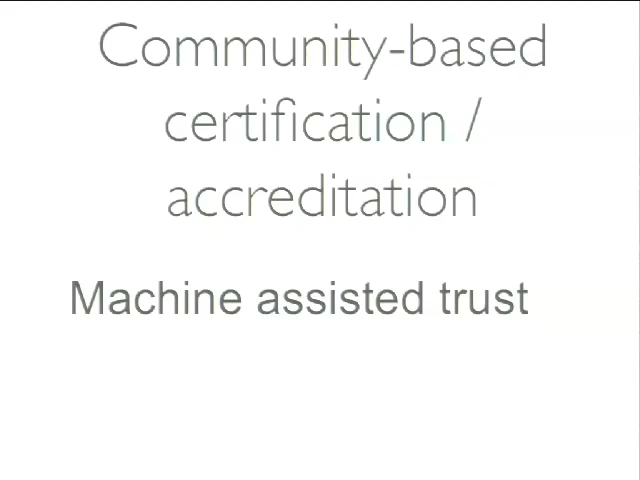 Community-based
certification /
accreditation
Machine assisted trust